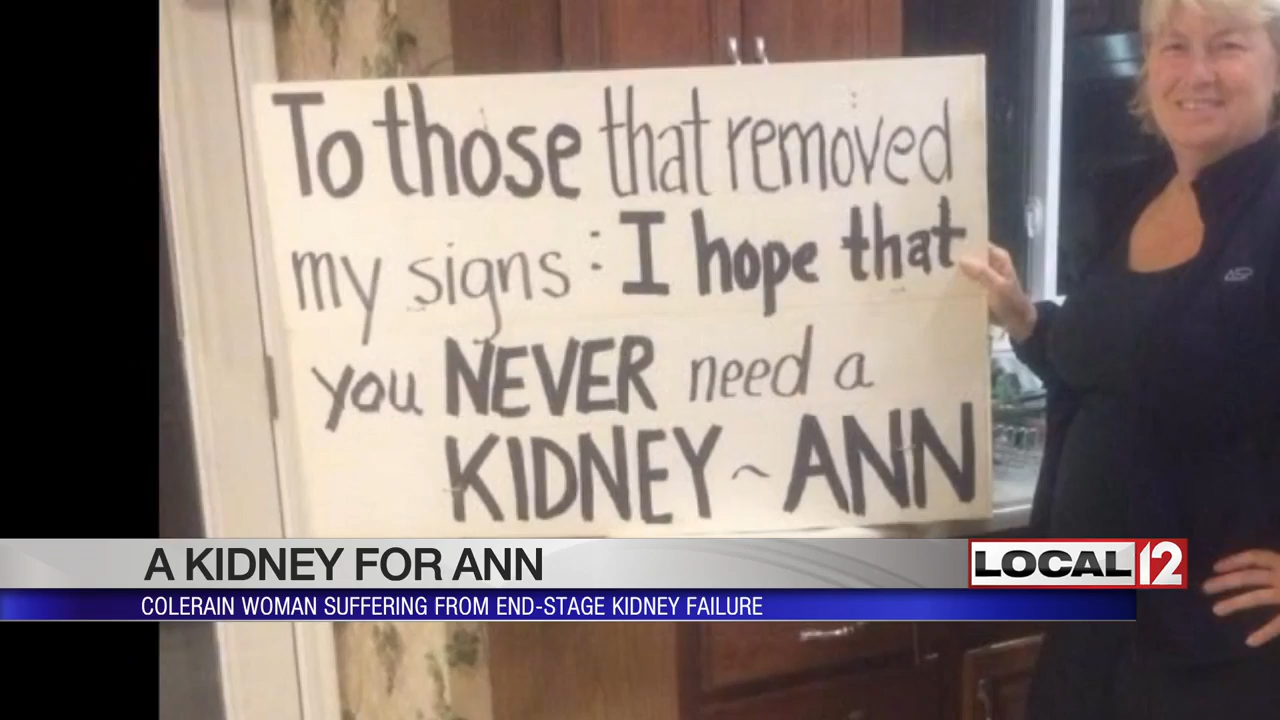 To those that removed
my signs : I hope that
you NEVER need a
KIDNEY ~ ANN
ASP
A KIDNEY FOR ANN
LOCAL 12
COLERAIN WOMAN SUFFERING FROM END-STAGE KIDNEY FAILURE